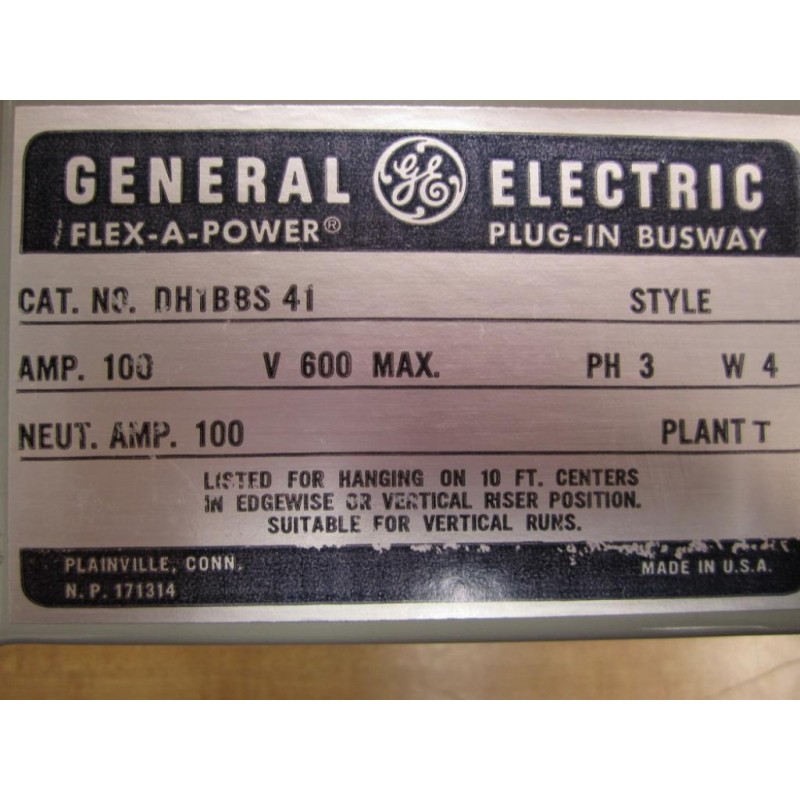 GENERAL GE ELECTRIC
FLEX-A-POWER® PLUG-IN BUSWAY
CAT. NO. DH1BBS 41 STYLE
AMP. 100 V 600 MAX. PH 3 W 4
NEUT. AMP. 100 PLANT T
LISTED FOR HANGING ON 10 FT. CENTERS
IN EDGEWISE OR VERTICAL RISER POSITION.
SUITABLE FOR VERTICAL RUNS.
PLAINVILLE, CONN. MADE IN U.S.A.
N. P. 171314